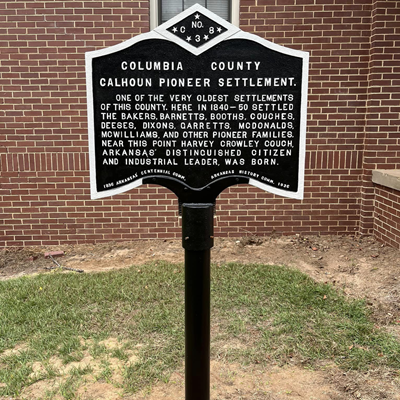 NO.
C 8
3
COLUMBIA COUNTY
CALHOUN PIONEER SETTLEMENT.
ONE OF THE VERY OLDEST SETTLEMENTS
OF THIS COUNTY. HERE IN 1840-50 SETTLED
THE BAKERS, BARNETTS, BOOTHS, COUCHES,
DEESES, DIXONS, GARRETTS, MCDONALDS,
MCWILLIAMS, AND OTHER PIONEER FAMILIES.
NEAR THIS POINT HARVEY CROWLEY COUCH,
ARKANSAS' DISTINGUISHED CITIZEN
AND INDUSTRIAL LEADER, WAS BORN.
1936 ARKANSAS CENTENNIAL COMM. ARKANSAS HISTORY COMM. 1936